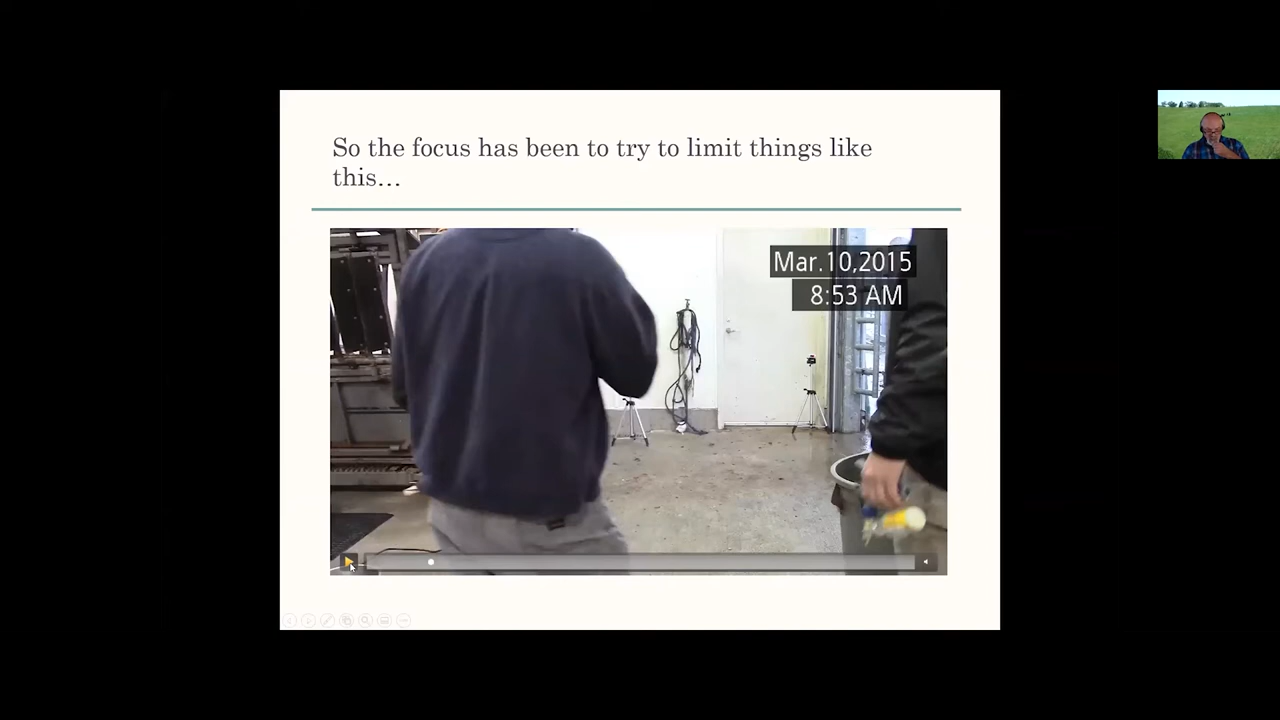 So the focus has been to try to limit things like
this…
Mar.10,2015
8:53 AM